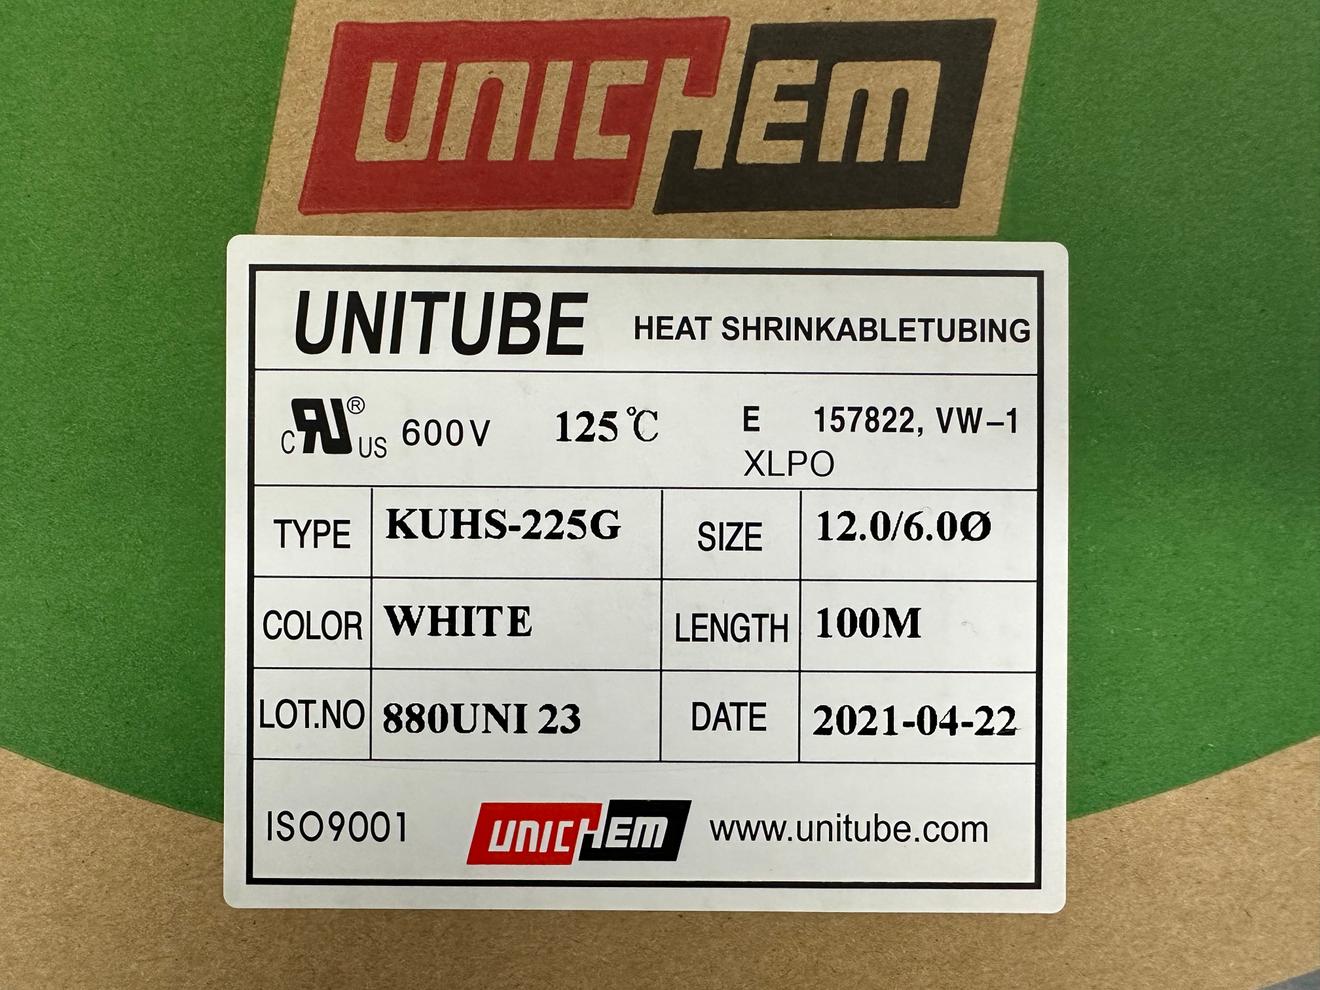 UNICHEM
UNITUBE HEAT SHRINKABLETUBING
C RU® US 600V 125℃ E 157822, VW-1
XLPO
TYPE KUHS-225G SIZE 12.0/6.0Ø
COLOR WHITE LENGTH 100M
LOT.NO 880UNI 23 DATE 2021-04-22
ISO9001 UNICHEM www.unitube.com